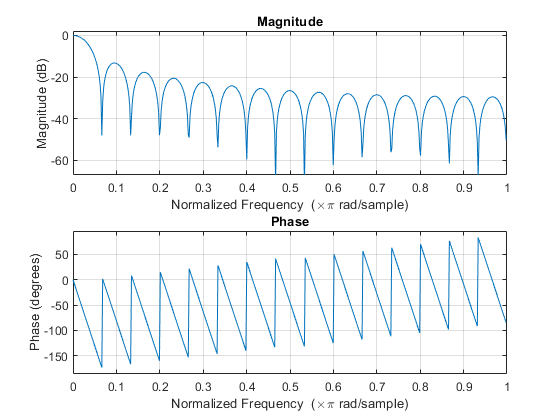 Magnitude
Magnitude (dB)
0
-20
-40
-60
0 0.1 0.2 0.3 0.4 0.5 0.6 0.7 0.8 0.9 1
Normalized Frequency (×π rad/sample)
Phase
Phase (degrees)
50
0
-50
-100
-150
0 0.1 0.2 0.3 0.4 0.5 0.6 0.7 0.8 0.9 1
Normalized Frequency (×π rad/sample)